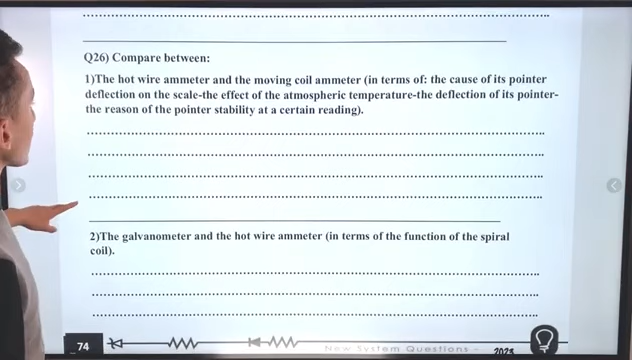 Q26) Compare between:
1)The hot wire ammeter and the moving coil ammeter (in terms of: the cause of its pointer
deflection on the scale-the effect of the atmospheric temperature-the deflection of its pointer-
the reason of the pointer stability at a certain reading).
2)The galvanometer and the hot wire ammeter (in terms of the function of the spiral
coil).
74
New System Questions - 2023